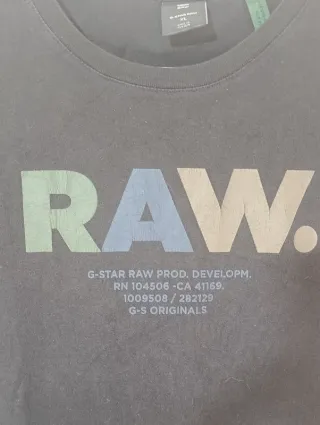 RAW.
G-STAR RAW PROD. DEVELOPM.
RN 104506 -CA 41169.
1009508 / 282129
G-S ORIGINALS